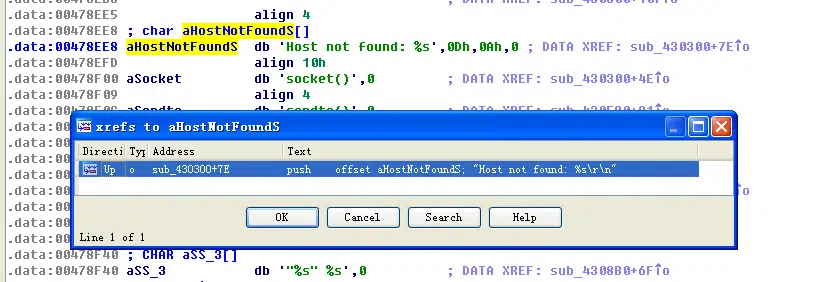 .data:00478EE5 align 4
.data:00478EE8 ; char aHostNotFoundS[]
.data:00478EE8 aHostNotFoundS db 'Host not found: %s',0Dh,0Ah,0 ; DATA XREF: sub_430300+7E↑o
.data:00478EFD align 10h
.data:00478F00 aSocket db 'socket()',0 ; DATA XREF: sub_430300+4E↑o
.data:00478F09 align 4
xrefs to aHostNotFoundS
Directi Typ Address Text
Up o sub_430300+7E push offset aHostNotFoundS; "Host not found: %s\r\n"
OK Cancel Search Help
Line 1 of 1
.data:00478F40 ; CHAR aSS_3[]
.data:00478F40 aSS_3 db '"%s" %s',0 ; DATA XREF: sub_4308B0+6F↑o